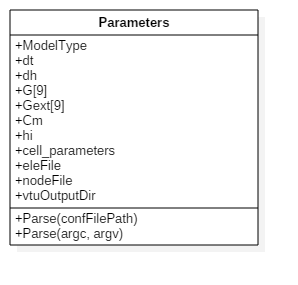 Parameters
+ModelType
+dt
+dh
+G[9]
+Gext[9]
+Cm
+hi
+cell_parameters
+eleFile
+nodeFile
+vtuOutputDir
+Parse(confFilePath)
+Parse(argc, argv)